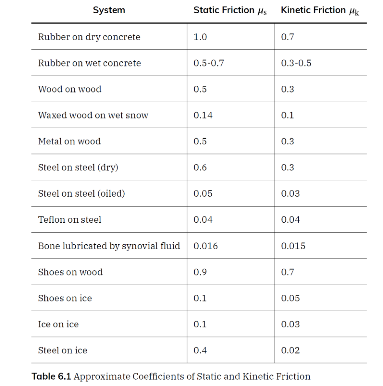 System Static Friction μs Kinetic Friction μk
Rubber on dry concrete 1.0 0.7
Rubber on wet concrete 0.5-0.7 0.3-0.5
Wood on wood 0.5 0.3
Waxed wood on wet snow 0.14 0.1
Metal on wood 0.5 0.3
Steel on steel (dry) 0.6 0.3
Steel on steel (oiled) 0.05 0.03
Teflon on steel 0.04 0.04
Bone lubricated by synovial fluid 0.016 0.015
Shoes on wood 0.9 0.7
Shoes on ice 0.1 0.05
Ice on ice 0.1 0.03
Steel on ice 0.4 0.02
Table 6.1 Approximate Coefficients of Static and Kinetic Friction